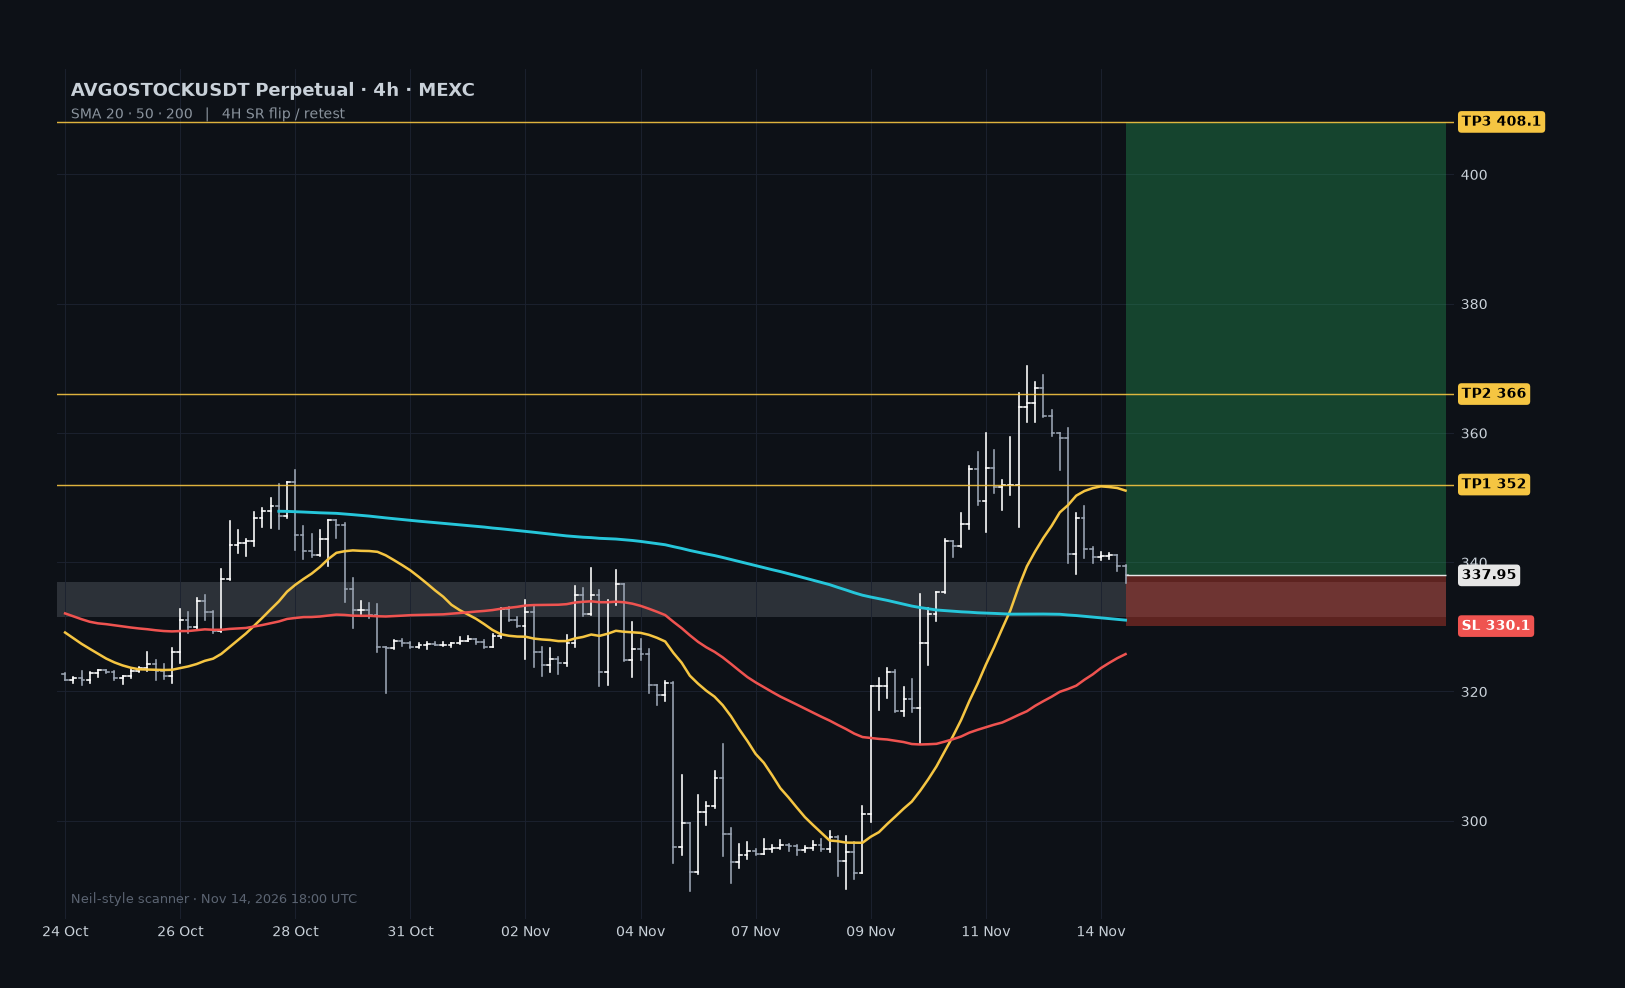 AVGOSTOCKUSDT Perpetual · 4h · MEXC
SMA 20 · 50 · 200 | 4H SR flip / retest
TP3 408.1
400
380
TP2 366
360
TP1 352
340
337.95
SL 330.1
320
300
Neil-style scanner · Nov 14, 2026 18:00 UTC
24 Oct 26 Oct 28 Oct 31 Oct 02 Nov 04 Nov 07 Nov 09 Nov 11 Nov 14 Nov